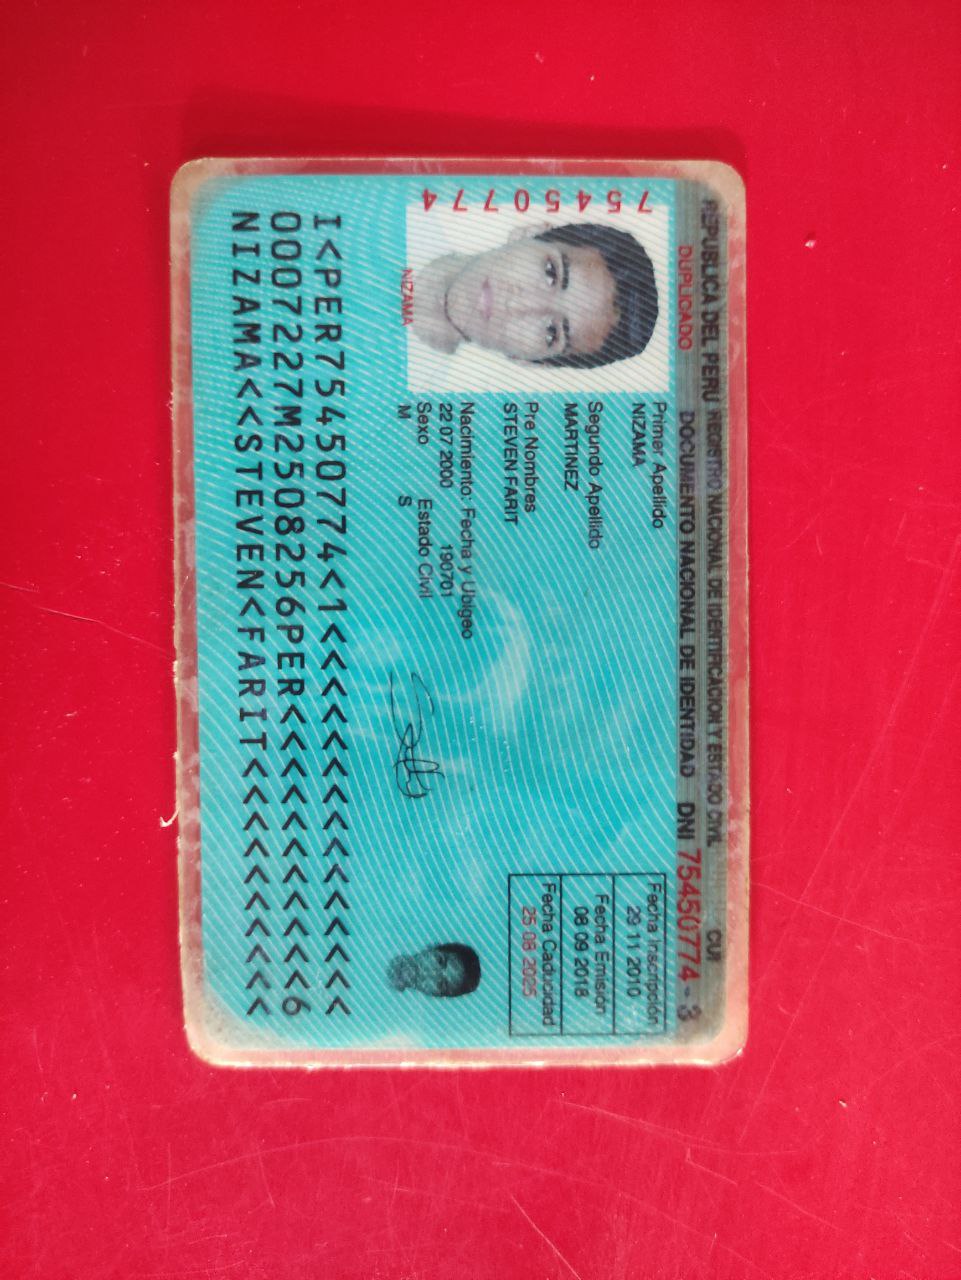 REPUBLICA DEL PERU REGISTRO NACIONAL DE IDENTIFICACION Y ESTADO CIVIL CUI
DUPLICADO DOCUMENTO NACIONAL DE IDENTIDAD DNI 75450774 - 3
75450774
Primer Apellido
NIZAMA
Segundo Apellido
MARTINEZ
Pre Nombres
STEVEN FARIT
Nacimiento: Fecha y Ubigeo
22 07 2000 190701
Sexo Estado Civil
M S
NIZAMA
Fecha Inscripción
29 11 2010
Fecha Emisión
08 09 2018
Fecha Caducidad
25 08 2025
I<PER75450774<1<<<<<<<<<<<<<<<
0007227M2508256PER<<<<<<<<<<<6
NIZAMA<<STEVEN<FARIT<<<<<<<<<<